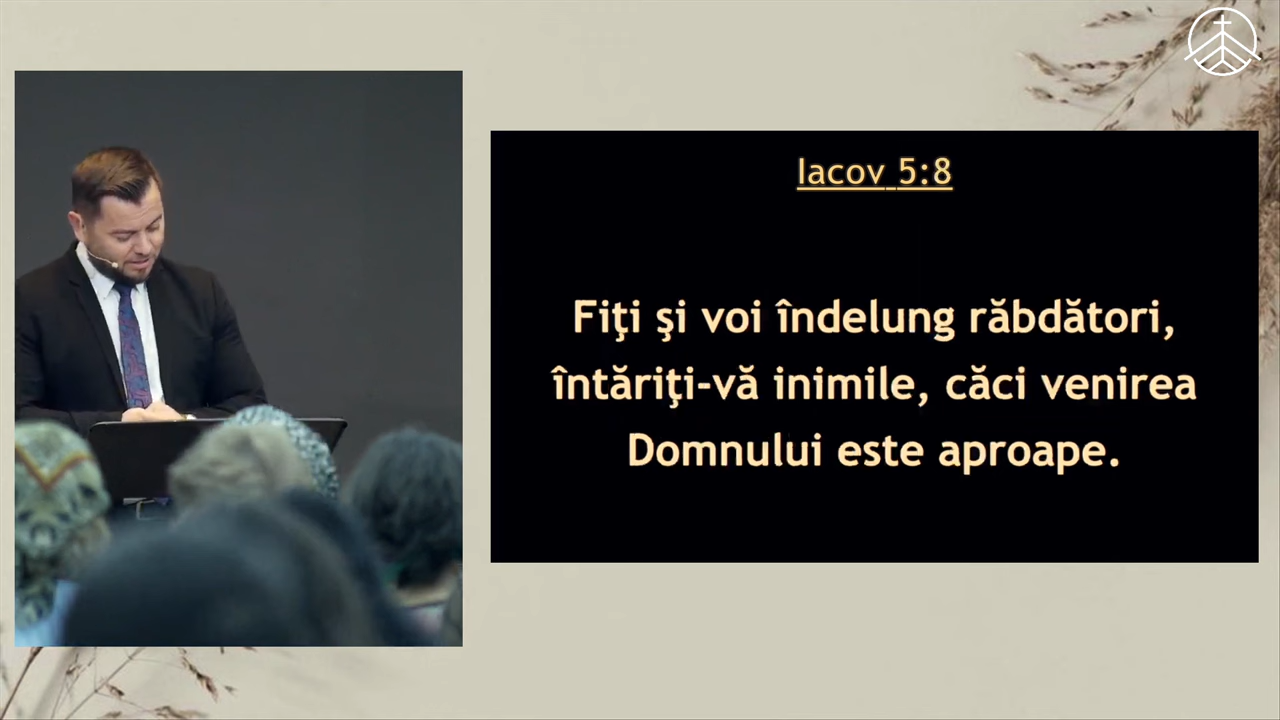 Iacov 5:8
Fiţi şi voi îndelung răbdători,
întăriţi-vă inimile, căci venirea
Domnului este aproape.